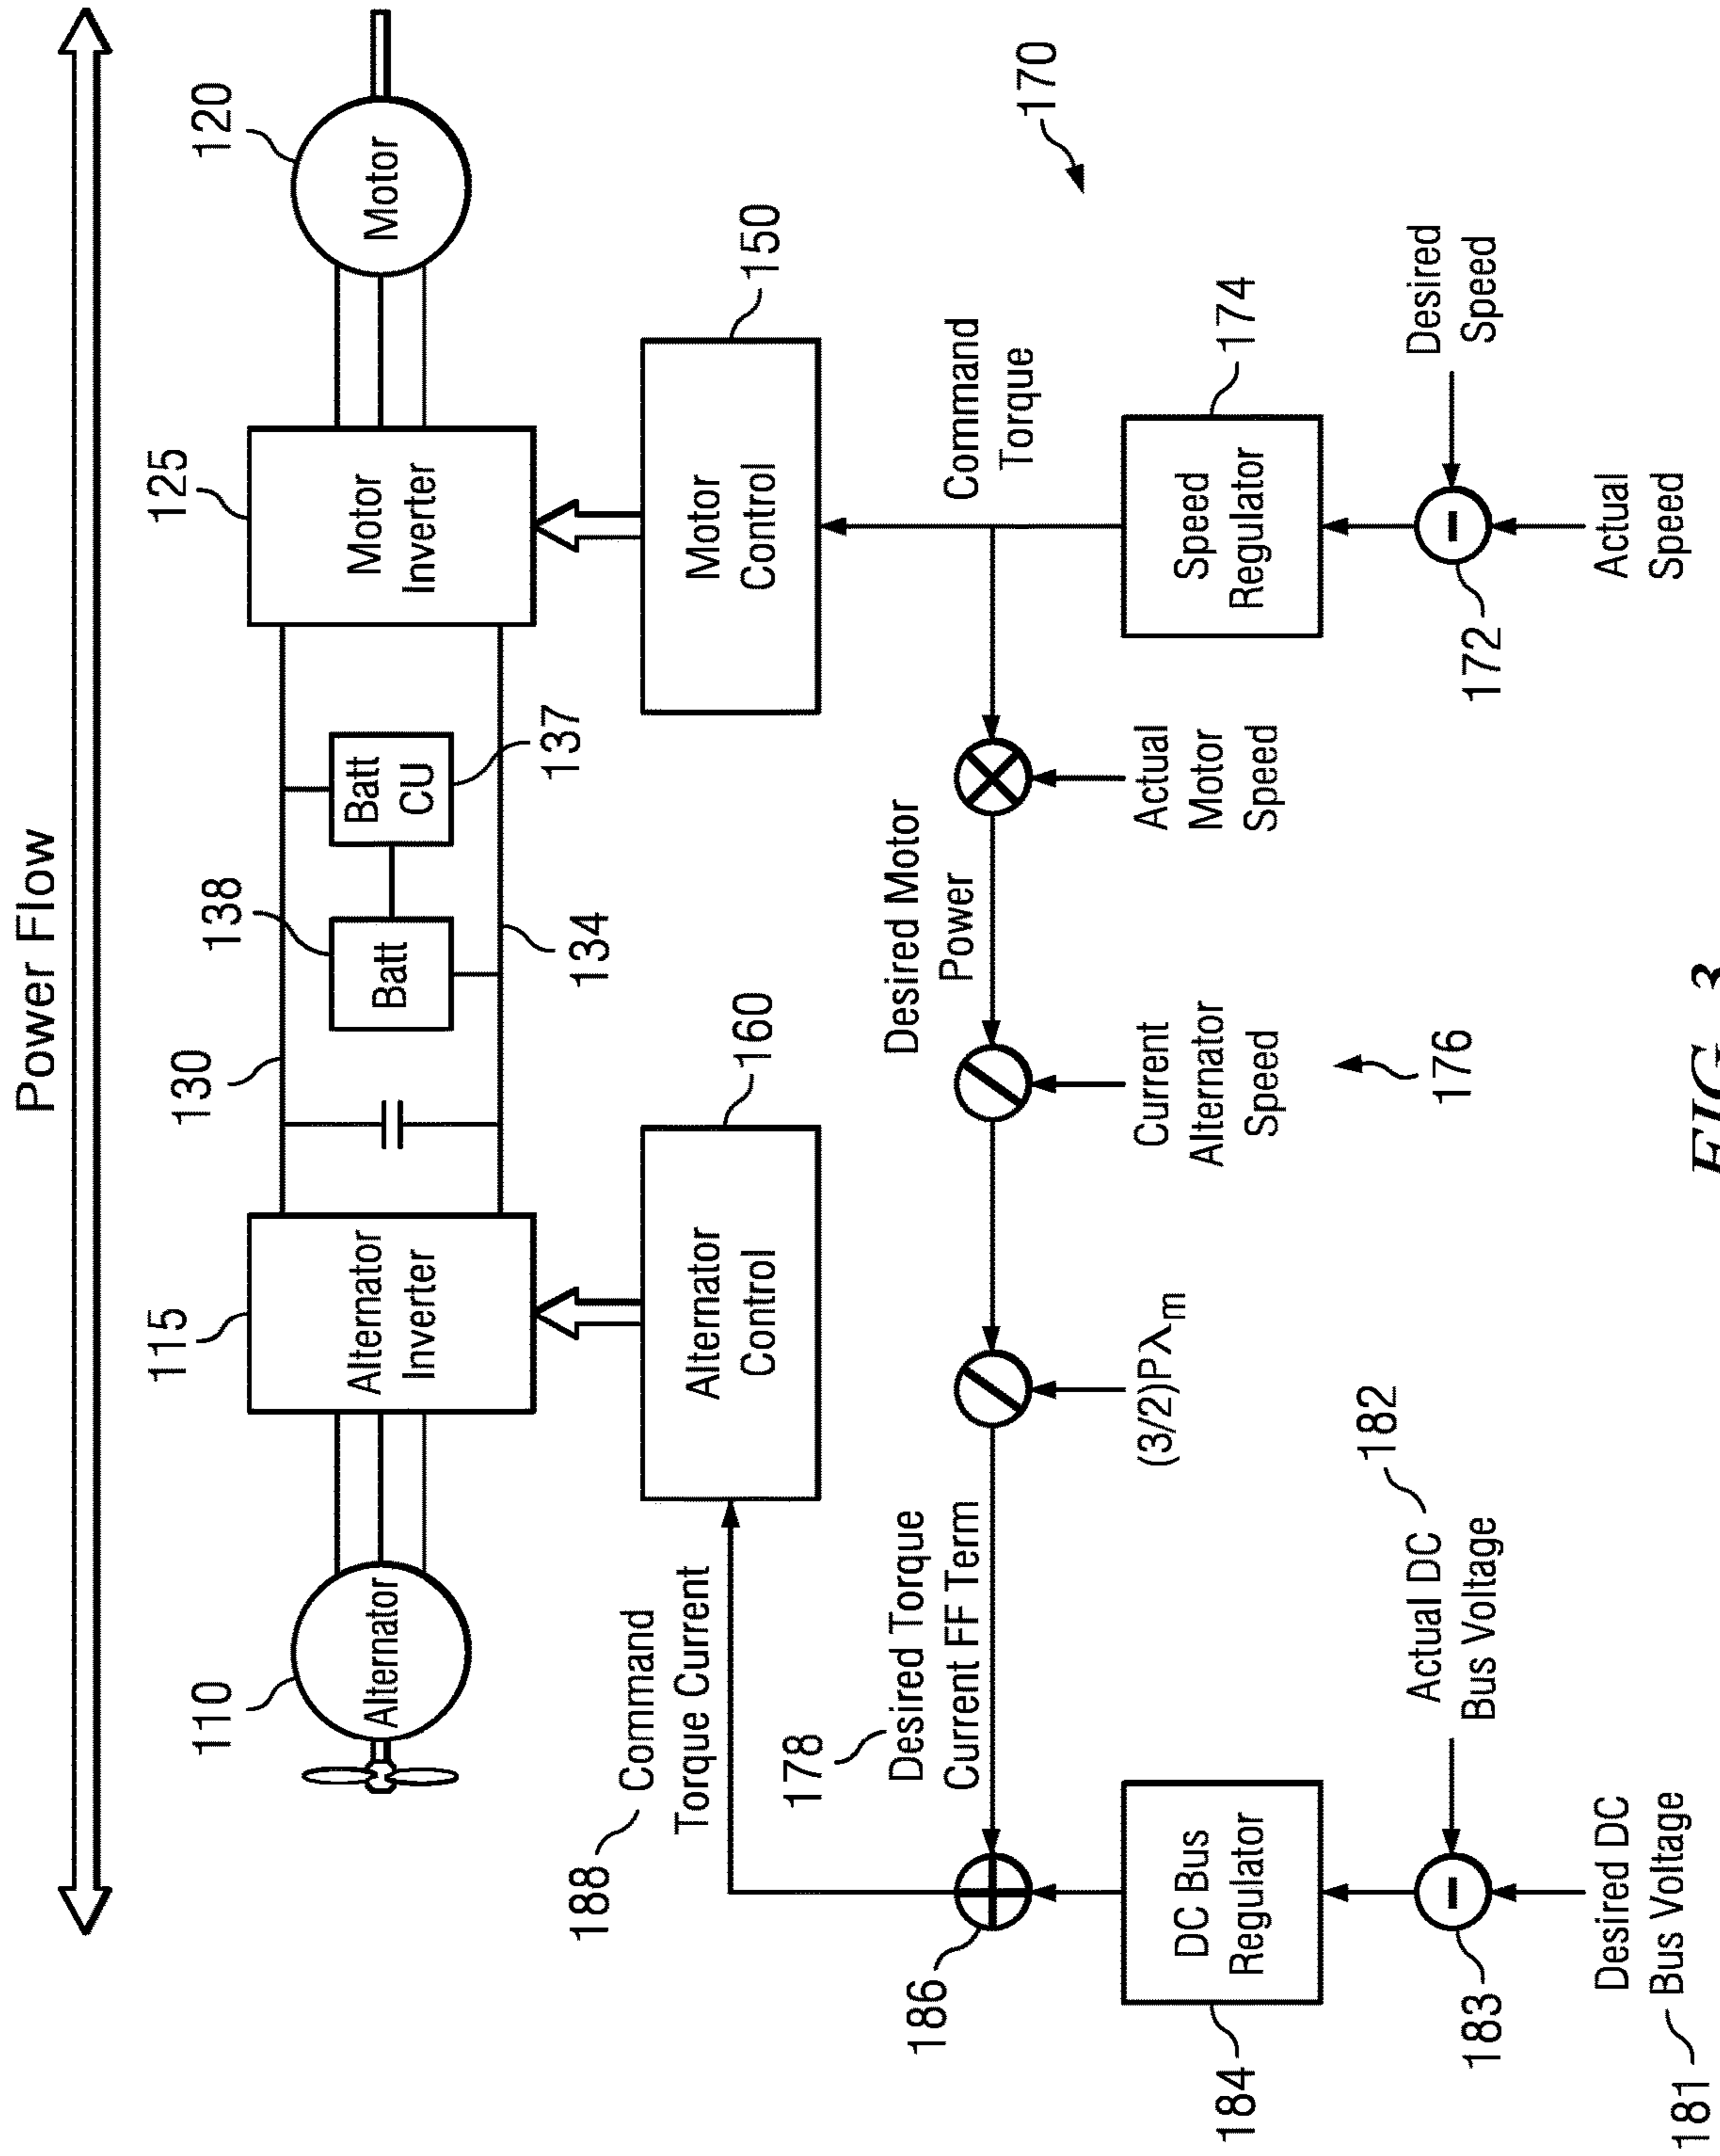 Power Flow
110
Alternator
115
Alternator
Inverter
130
138
Batt
134
Batt
CU
137
125
Motor
Inverter
120
Motor
188
Command
Torque Current
160
Alternator
Control
150
Motor
Control
178
Desired Torque
Current FF Term
Desired Motor
Power
Command
Torque
170
186
(3/2)Pλm
Current
Alternator
Speed
Actual
Motor
Speed
176
184
DC Bus
Regulator
174
Speed
Regulator
183
Actual DC
Bus Voltage
182
172
Desired
Speed
181
Desired DC
Bus Voltage
Actual
Speed
FIG. 3